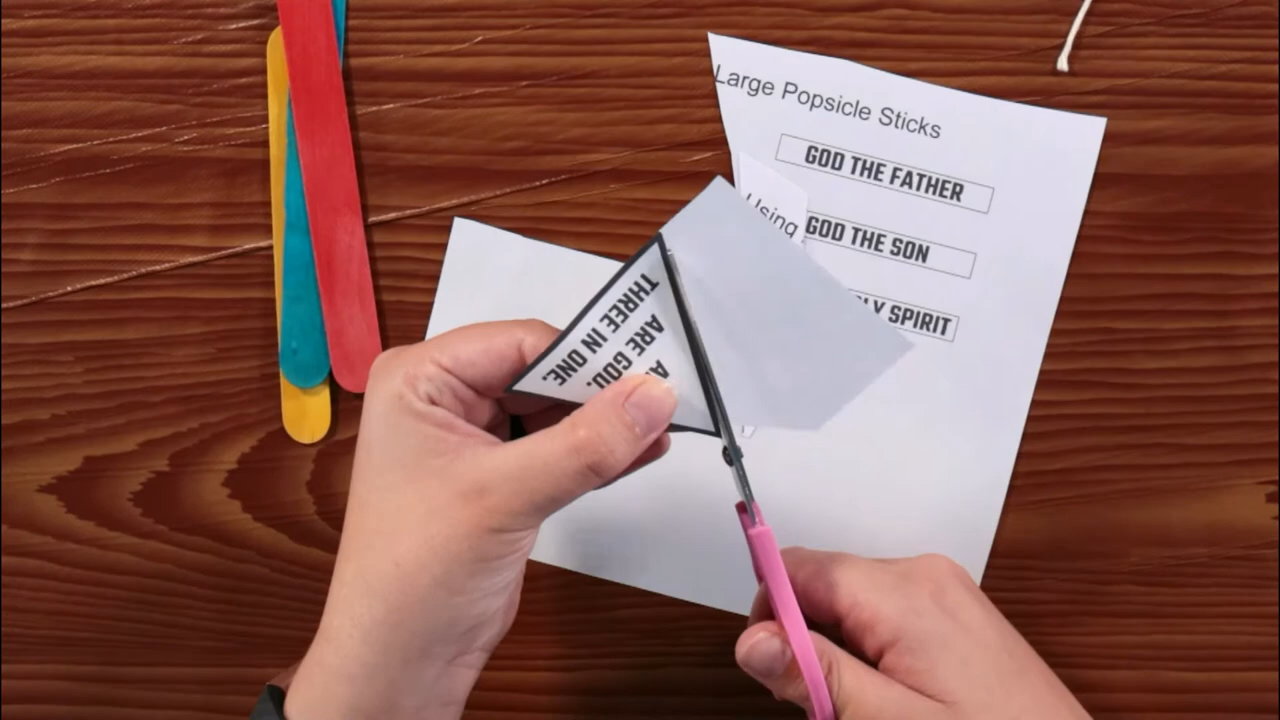 Large Popsicle Sticks
GOD THE FATHER
Using
GOD THE SON
SPIRIT
ARE GOD.
THREE IN ONE.